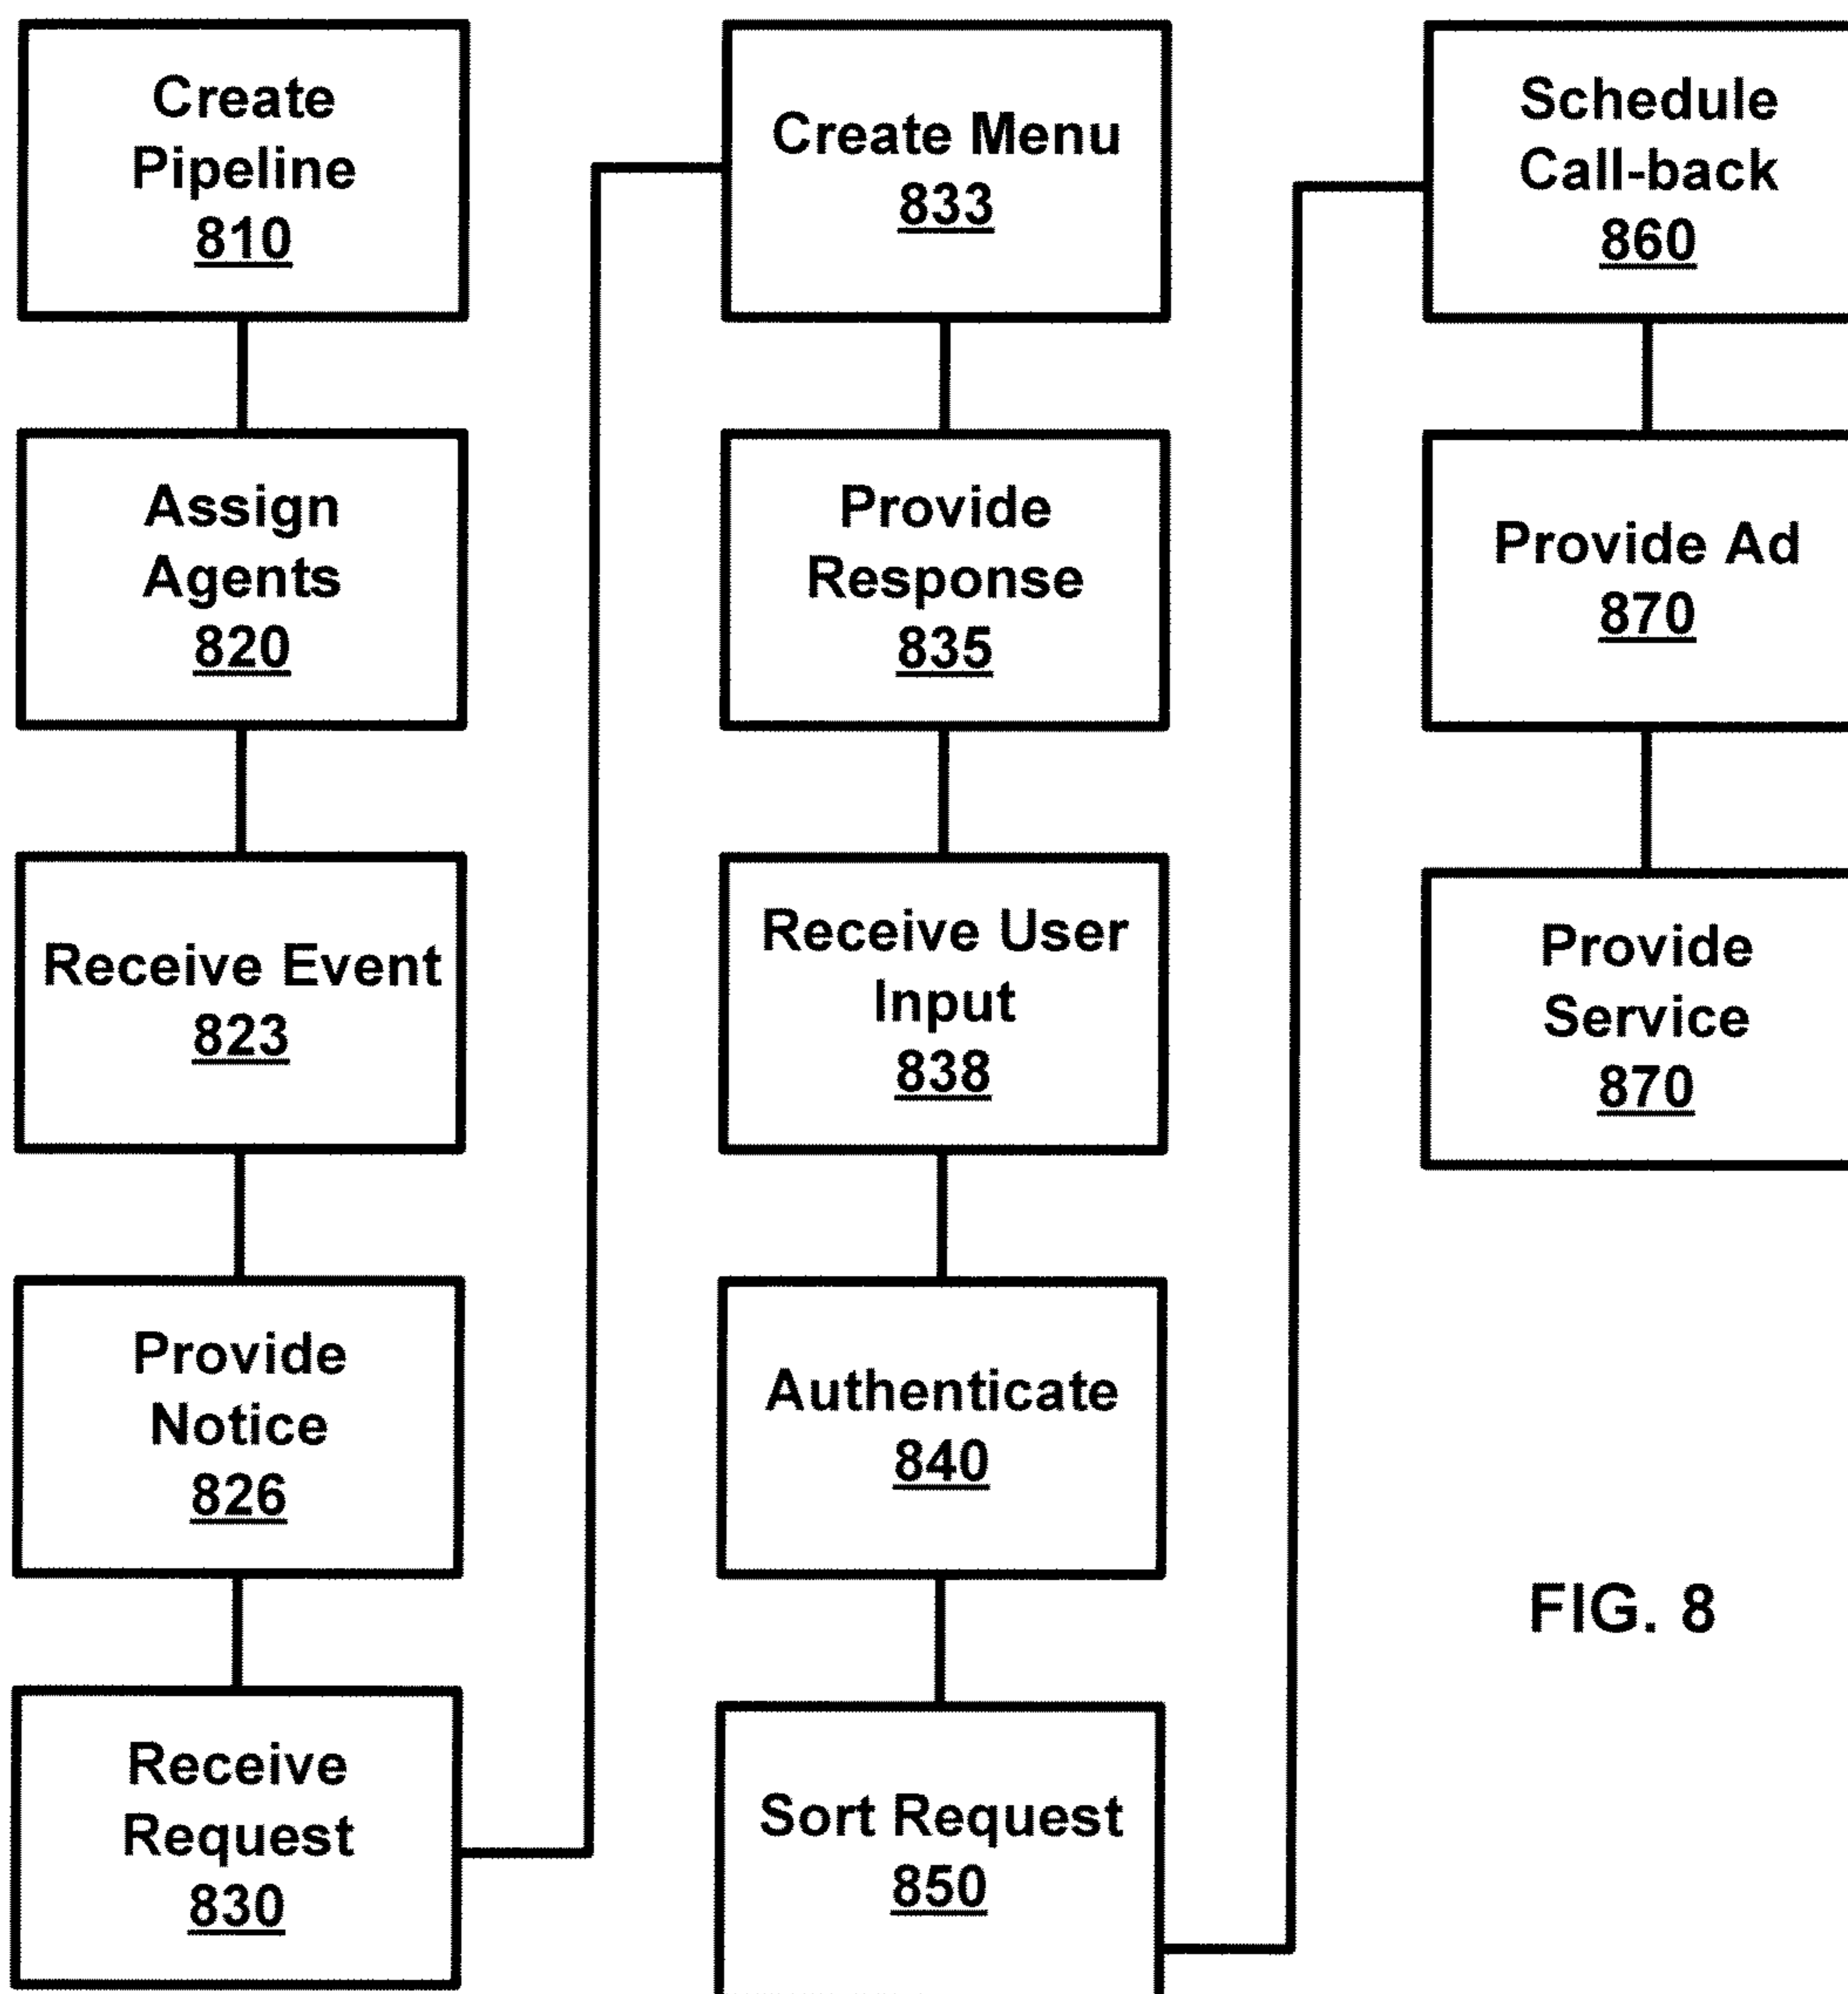 Create
Pipeline
810
Assign
Agents
820
Receive Event
823
Provide
Notice
826
Receive
Request
830
Create Menu
833
Provide
Response
835
Receive User
Input
838
Authenticate
840
Sort Request
850
Schedule
Call-back
860
Provide Ad
870
Provide
Service
870
FIG. 8